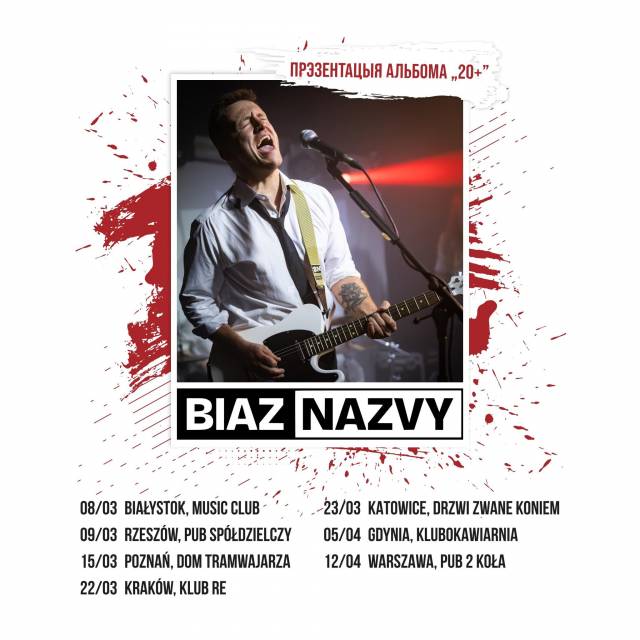 ПРЭЗЕНТАЦЫЯ АЛЬБОМА „20+”
BIAZ NAZVY
08/03 BIAŁYSTOK, MUSIC CLUB
09/03 RZESZÓW, PUB SPÓŁDZIELCZY
15/03 POZNAŃ, DOM TRAMWAJARZA
22/03 KRAKÓW, KLUB RE
23/03 KATOWICE, DRZWI ZWANE KONIEM
05/04 GDYNIA, KLUBOKAWIARNIA
12/04 WARSZAWA, PUB 2 KOŁA